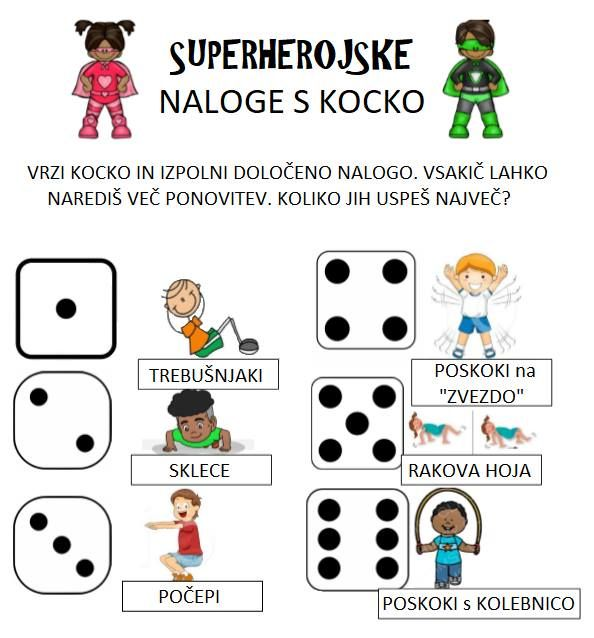 SUPERHEROJSKE
NALOGE S KOCKO
VRZI KOCKO IN IZPOLNI DOLOČENO NALOGO. VSAKIČ LAHKO
NAREDIŠ VEČ PONOVITEV. KOLIKO JIH USPEŠ NAJVEČ?
TREBUŠNJAKI
POSKOKI na
"ZVEZDO"
SKLECE
RAKOVA HOJA
POČEPI
POSKOKI s KOLEBNICO